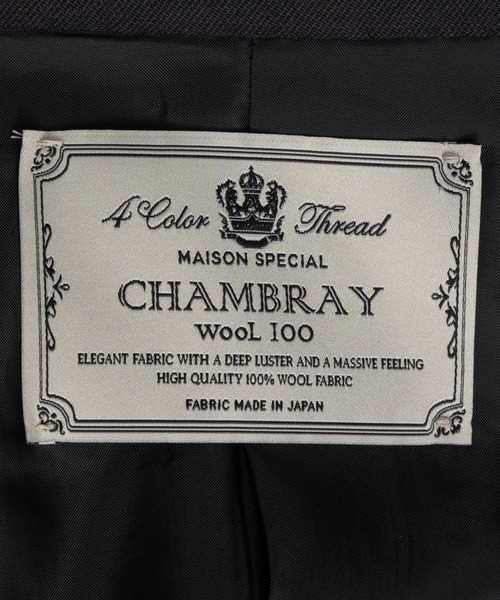 4 Color Thread
MAISON SPECIAL
CHAMBRAY
WOOL 100
ELEGANT FABRIC WITH A DEEP LUSTER AND A MASSIVE FEELING
HIGH QUALITY 100% WOOL FABRIC
FABRIC MADE IN JAPAN